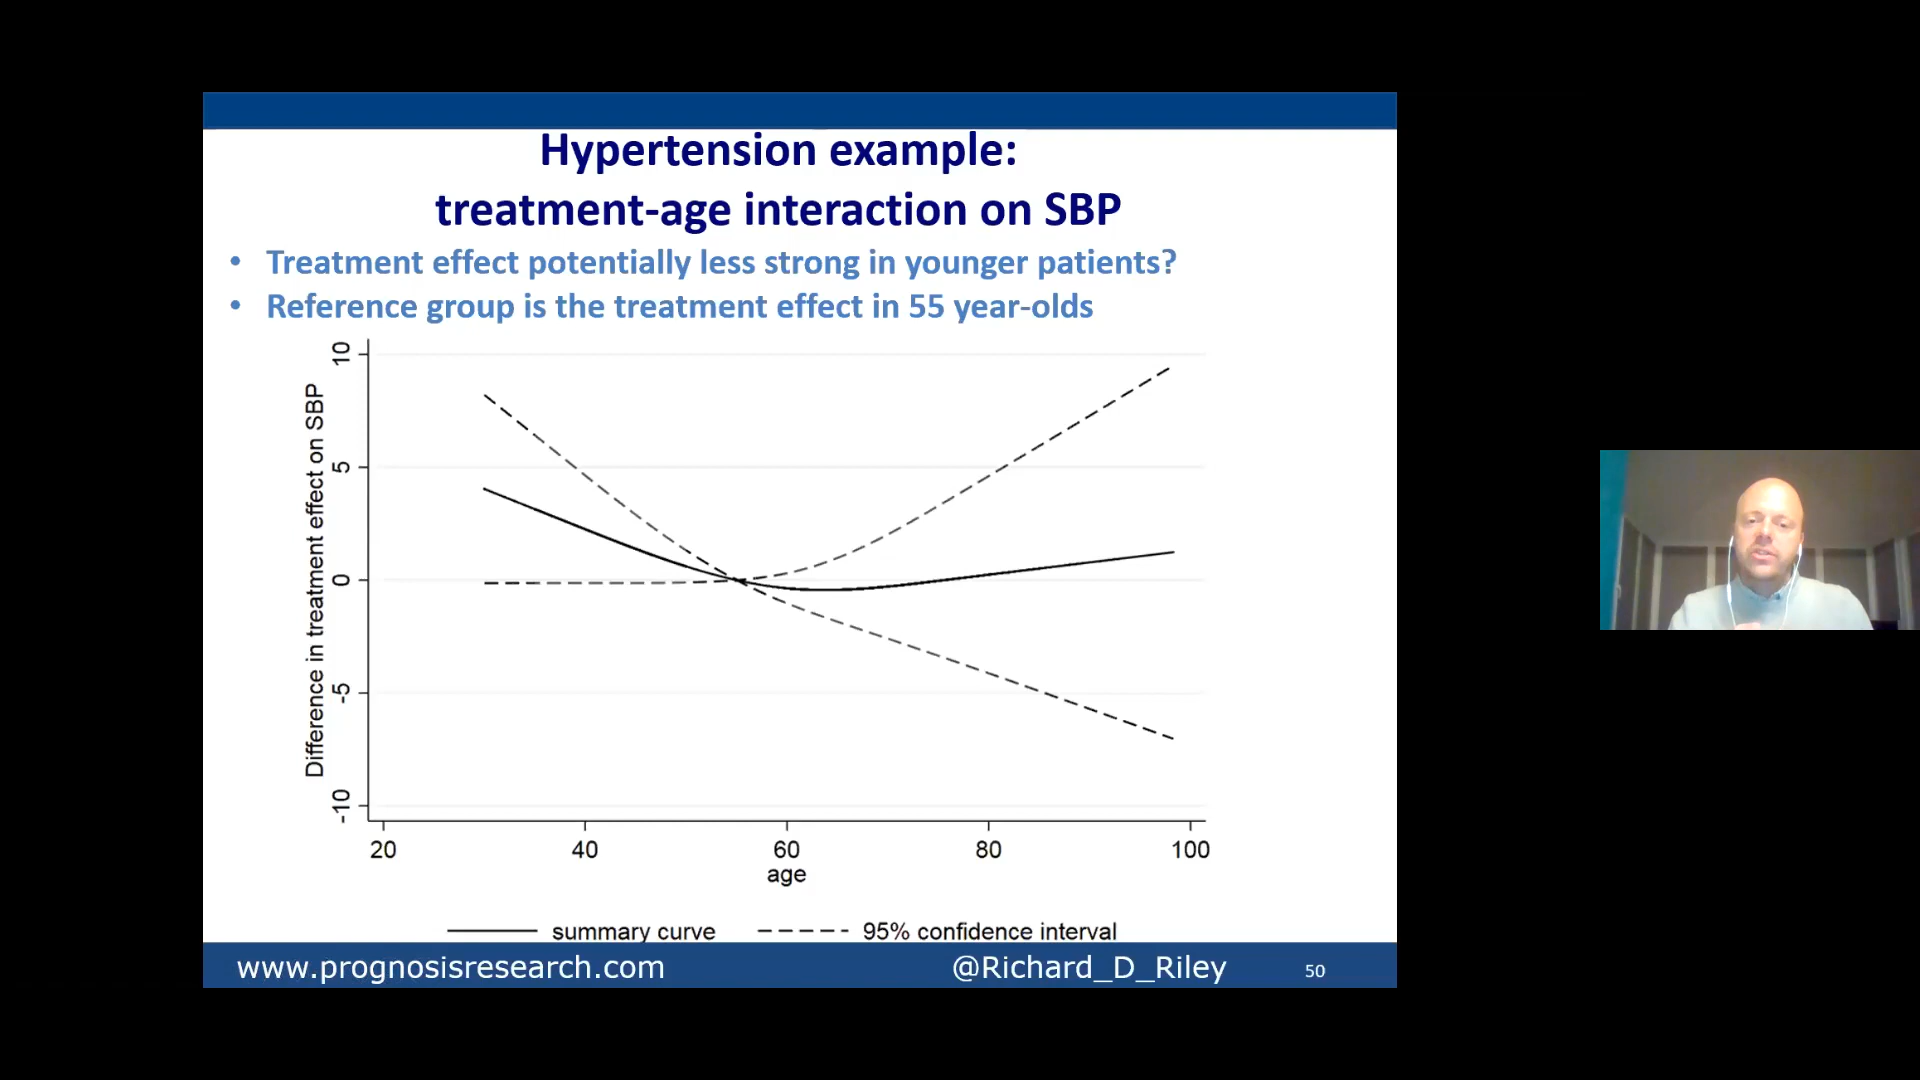 Hypertension example:
treatment-age interaction on SBP
• Treatment effect potentially less strong in younger patients?
• Reference group is the treatment effect in 55 year-olds
Difference in treatment effect on SBP
10
5
0
-5
-10
20 40 60 80 100
age
summary curve 95% confidence interval
www.prognosisresearch.com @Richard_D_Riley 50